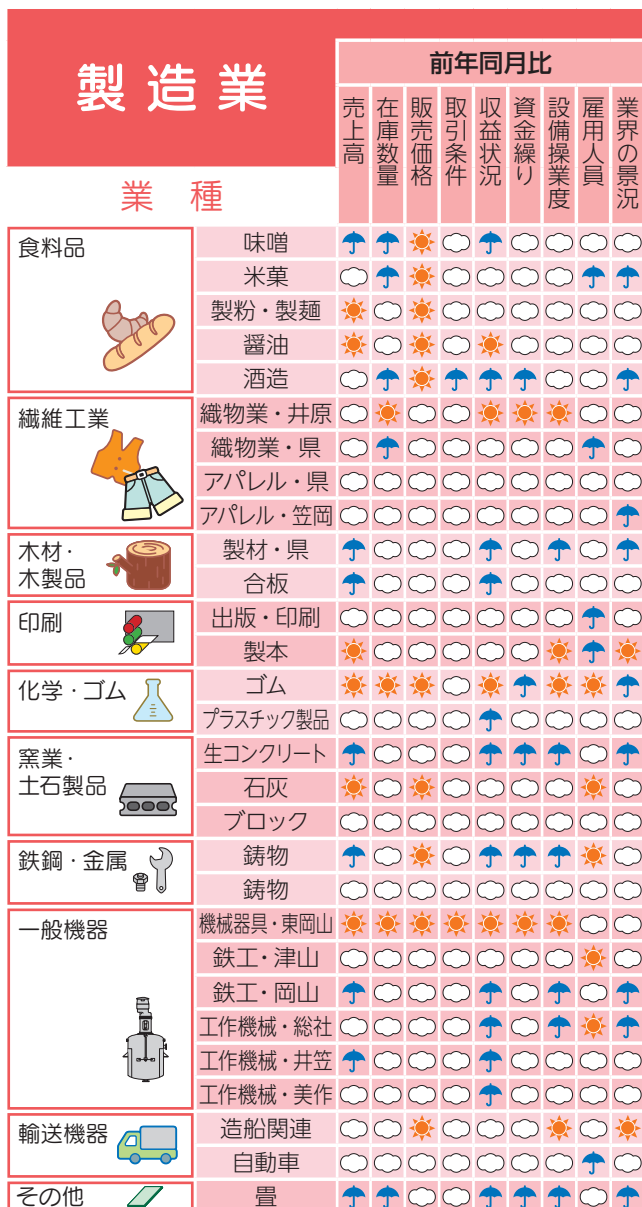 製造業
業種
前年同月比
売上高
在庫数量
販売価格
取引条件
収益状況
資金繰り
設備操業度
雇用人員
業界の景況
食料品
味噌
米菓
製粉・製麺
醤油
酒造
繊維工業
織物業・井原
織物業・県
アパレル・県
アパレル・笠岡
木材・
木製品
製材・県
合板
印刷
出版・印刷
製本
化学・ゴム
ゴム
プラスチック製品
窯業・
土石製品
生コンクリート
石灰
ブロック
鉄鋼・金属
鋳物
鋳物
一般機器
機械器具・東岡山
鉄工・津山
鉄工・岡山
工作機械・総社
工作機械・井笠
工作機械・美作
輸送機器
造船関連
自動車
その他
畳